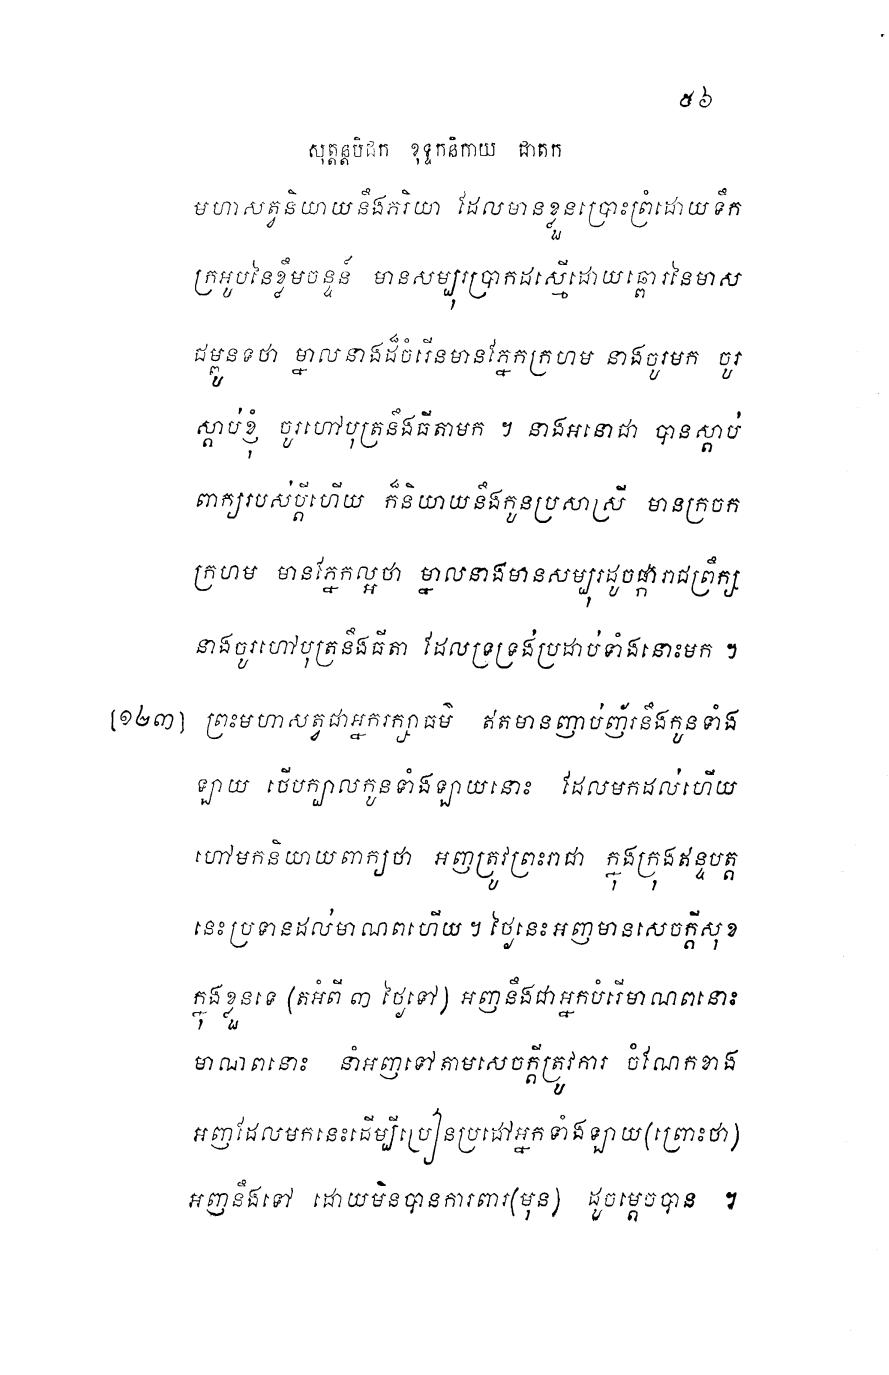 ៥៦
សុត្តន្តបិដក ខុទ្ទកនិកាយ ជាតក
មហាសត្វនិយាយនឹងភរិយា ដែលមានខ្លួនប្រោះព្រំដោយទឹក
ក្រអូបនៃខ្លឹមចន្ទន៍ មានសម្បុរប្រាកដស្មើដោយផ្ដោរនៃមាស
ជម្ពូនទថា ម្នាលនាងដ៏ចំរើនមានភ្នែកក្រហម នាងចូរមក ចូរ
ស្ដាប់ខ្ញុំ ចូរហៅបុត្រនឹងធីតាមក ។ នាងអនោជា បានស្ដាប់
ពាក្យរបស់ប្ដីហើយ ក៏និយាយនឹងកូនប្រសាស្រី មានក្រចក
ក្រហម មានភ្នែកល្អថា ម្នាលនាងមានសម្បុរដូចផ្ការាជព្រឹក្ស
នាងចូរហៅបុត្រនឹងធីតា ដែលទ្រទ្រង់ប្រដាប់ទាំងនោះមក ។
[១២៣] ព្រះមហាសត្វជាអ្នករក្សាធម៌ ឥតមានញាប់ញ័រនឹងកូនទាំង
ឡាយ ថើបក្បាលកូនទាំងឡាយនោះ ដែលមកដល់ហើយ
ហៅមកនិយាយពាក្យថា អញត្រូវព្រះរាជា ក្នុងក្រុងឥន្ទបត្ត
នេះប្រទានដល់មាណពហើយ ។ ថ្ងៃនេះអញមានសេចក្ដីសុខ
ក្នុងខ្លួនទេ (តអំពី ៣ ថ្ងៃទៅ) អញនឹងជាអ្នកបំរើមាណពនោះ
មាណពនោះ នាំអញទៅតាមសេចក្ដីត្រូវការ ចំណែកខាង
អញដែលមកនេះដើម្បីប្រៀនប្រដៅអ្នកទាំងឡាយ (ព្រោះថា)
អញនឹងទៅ ដោយមិនបានការពារ (មុន) ដូចម្ដេចបាន ។